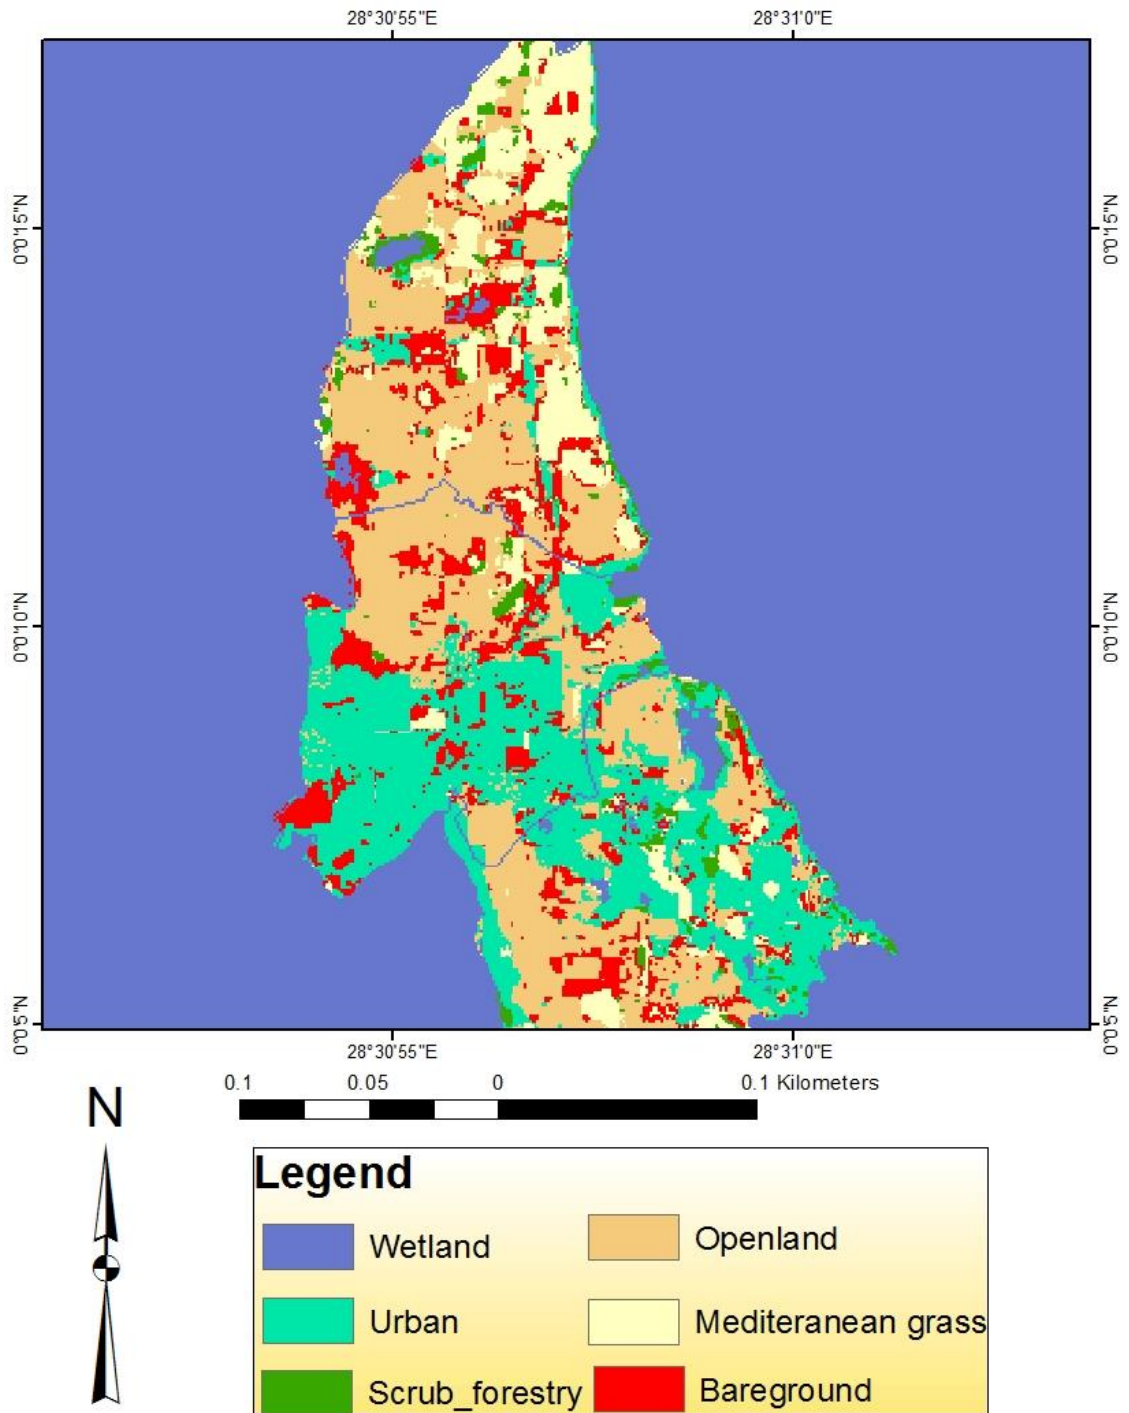 28°30'55"E 28°31'0"E
0°0'15"N 0°0'15"N
0°0'10"N 0°0'10"N
0°0'5"N 0°0'5"N
28°30'55"E 28°31'0"E
0.1 0.05 0 0.1 Kilometers
N
Legend
Wetland Openland
Urban Mediteranean grass
Scrub_forestry Bareground